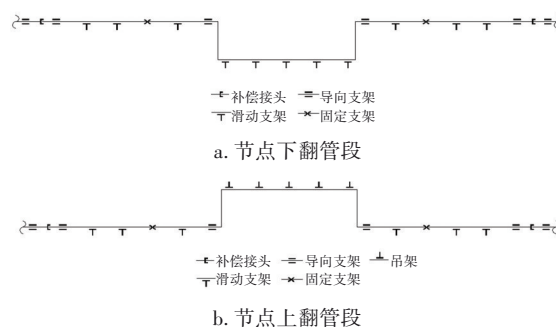 补偿接头 导向支架
滑动支架 固定支架
a. 节点下翻管段
补偿接头 导向支架 吊架
滑动支架 固定支架
b. 节点上翻管段